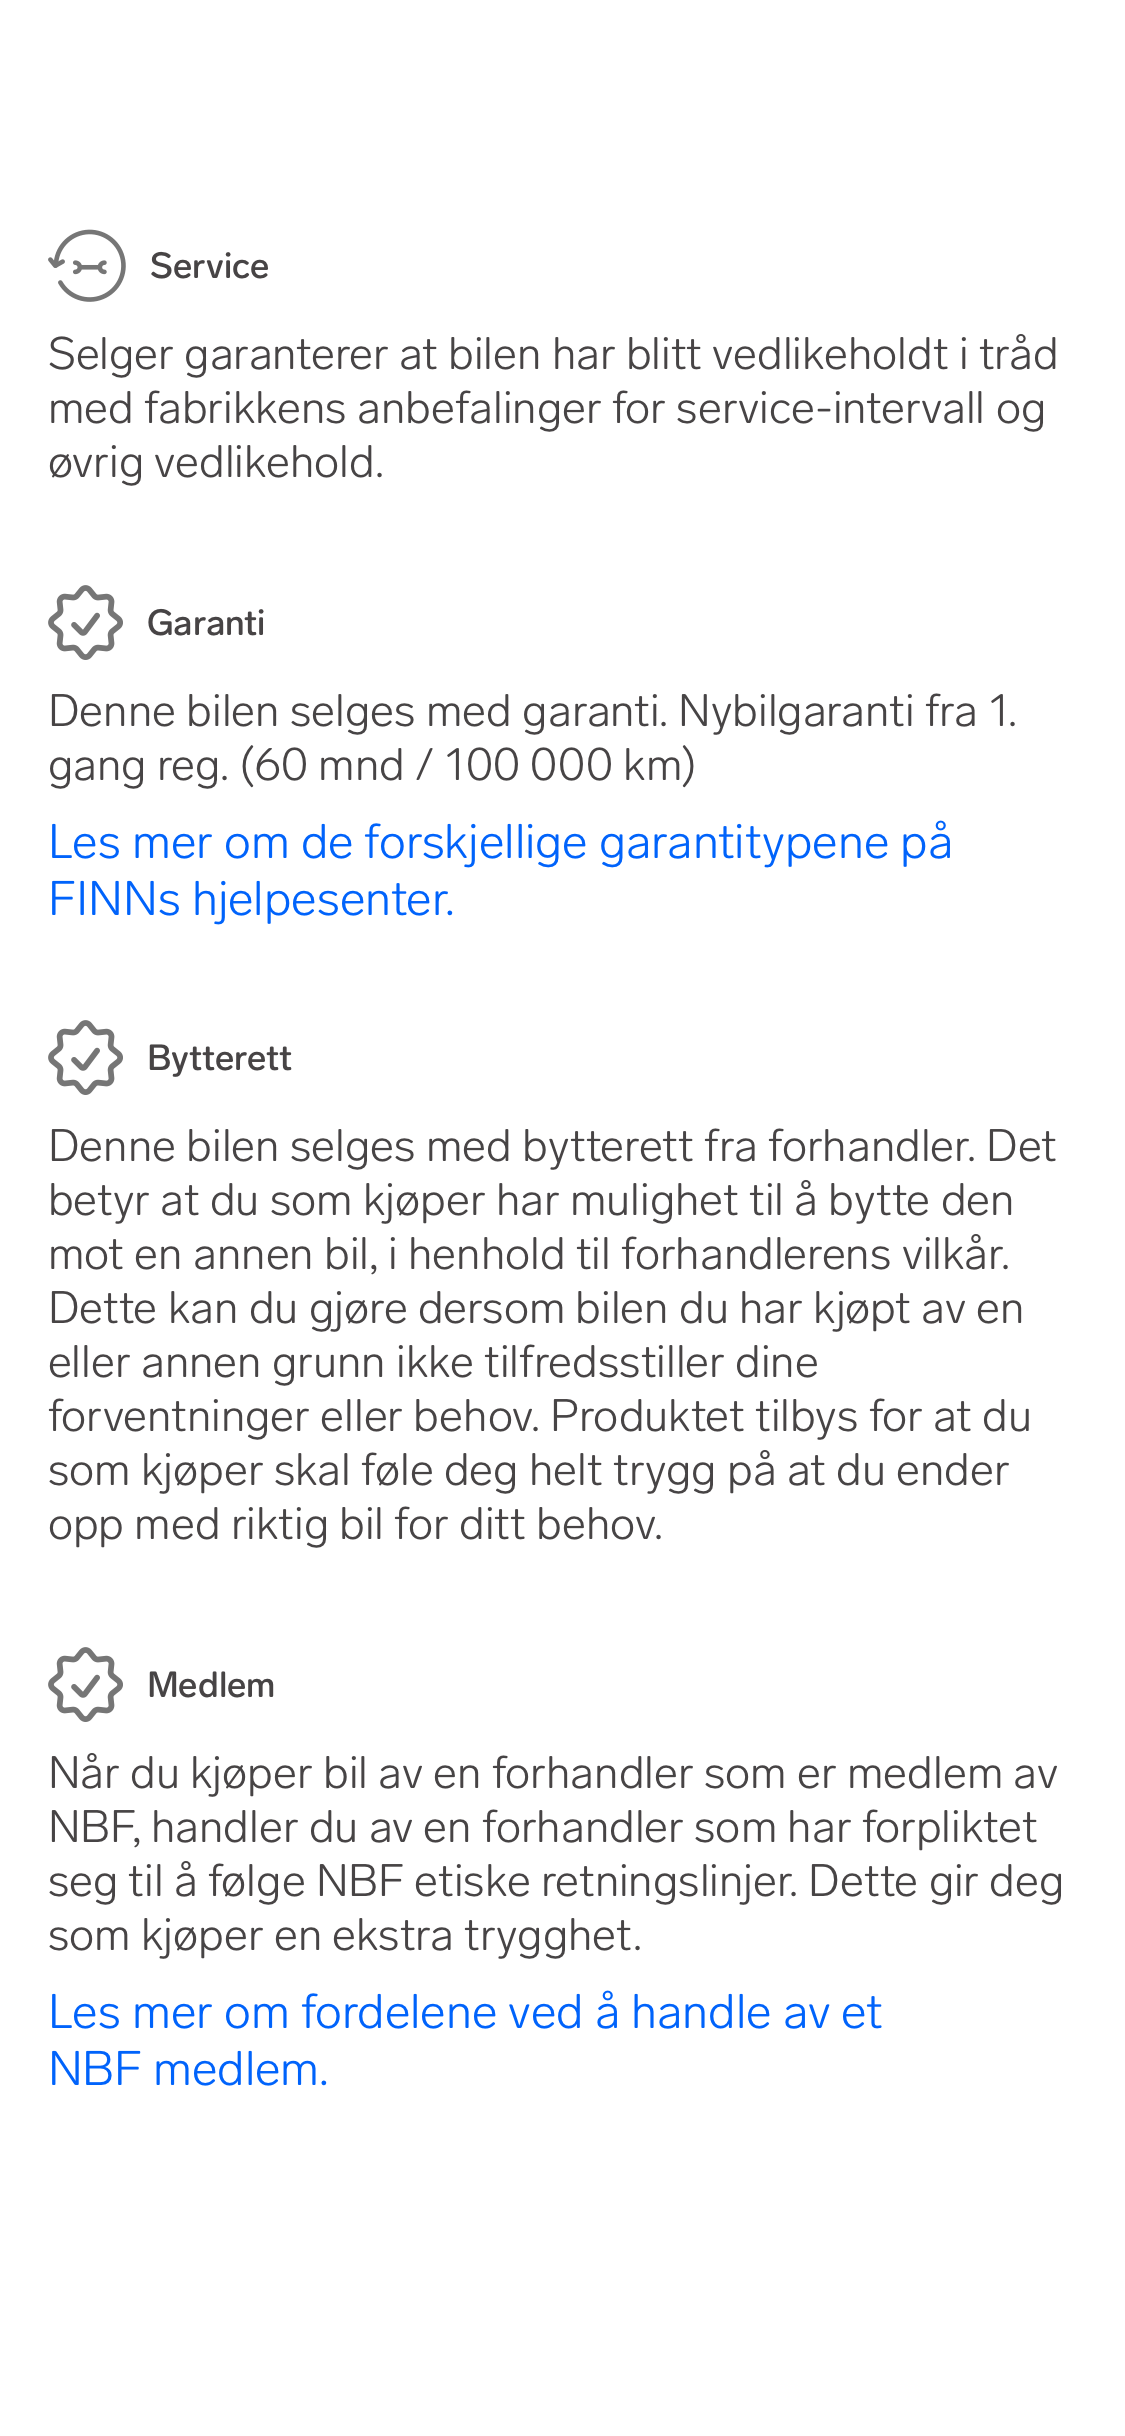 Service
Selger garanterer at bilen har blitt vedlikeholdt i tråd
med fabrikkens anbefalinger for service-intervall og
øvrig vedlikehold.
Garanti
Denne bilen selges med garanti. Nybilgaranti fra 1.
gang reg. (60 mnd / 100 000 km)
Les mer om de forskjellige garantitypene på
FINNs hjelpesenter.
Bytterett
Denne bilen selges med bytterett fra forhandler. Det
betyr at du som kjøper har mulighet til å bytte den
mot en annen bil, i henhold til forhandlerens vilkår.
Dette kan du gjøre dersom bilen du har kjøpt av en
eller annen grunn ikke tilfredsstiller dine
forventninger eller behov. Produktet tilbys for at du
som kjøper skal føle deg helt trygg på at du ender
opp med riktig bil for ditt behov.
Medlem
Når du kjøper bil av en forhandler som er medlem av
NBF, handler du av en forhandler som har forpliktet
seg til å følge NBF etiske retningslinjer. Dette gir deg
som kjøper en ekstra trygghet.
Les mer om fordelene ved å handle av et
NBF medlem.